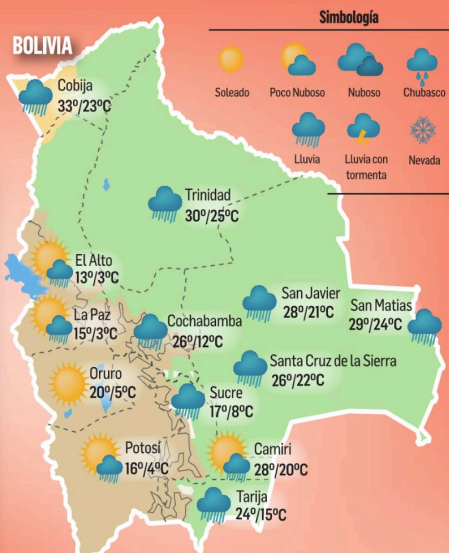 BOLIVIA
Simbología
Soleado
Poco Nuboso
Nuboso
Chubasco
Lluvia
Lluvía con
tormenta
Nevada
Cobija
33º/23ºC
Trinidad
30º/25ºC
El Alto
13º/3ºC
La Paz
15º/3ºC
Cochabamba
26º/12ºC
San Javier
28º/21ºC
San Matias
29º/24ºC
Oruro
20º/5ºC
Santa Cruz de la Sierra
26º/22ºC
Sucre
17º/8ºC
Potosí
16º/4ºC
Camiri
28º/20ºC
Tarija
24º/15ºC